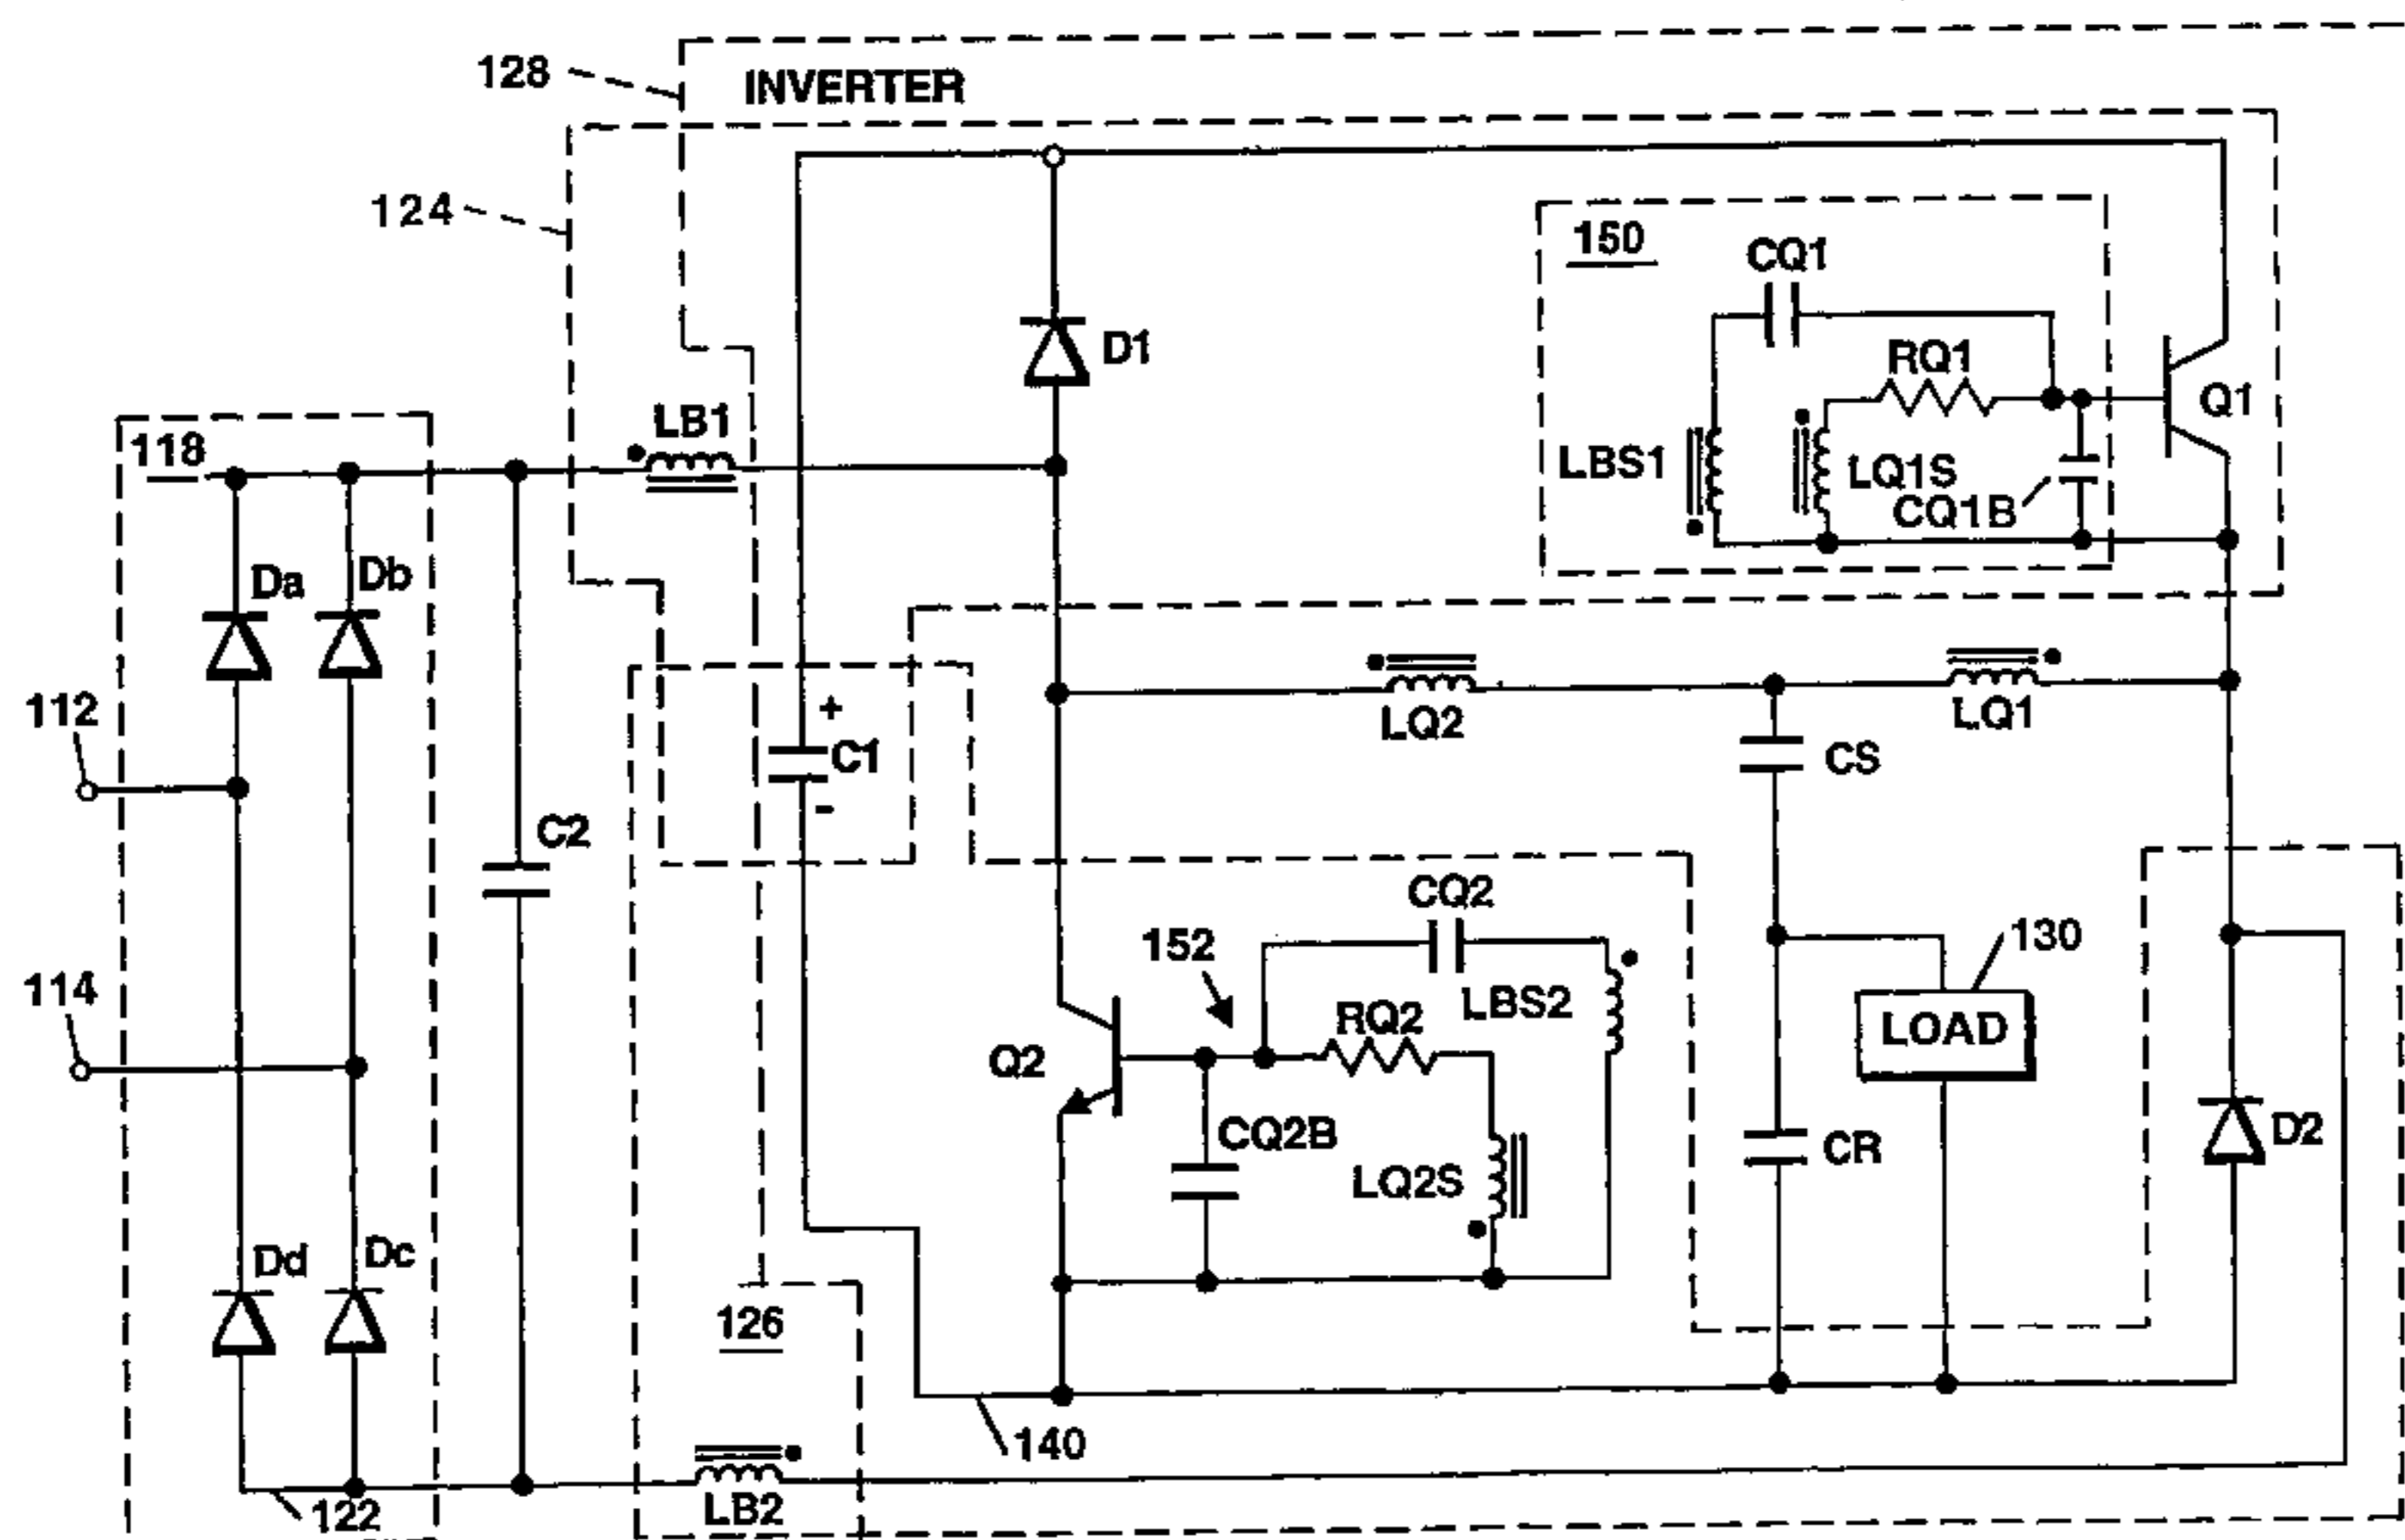 128
INVERTER
124
150
CQ1
D1
RQ1
Q1
LB1
118
LBS1
LQ1S
CQ1B
Da
Db
112
+
C1
-
LQ2
LQ1
CS
C2
CQ2
152
130
114
LBS2
RQ2
LOAD
Q2
CQ2B
D2
CR
LQ2S
Dd
Dc
126
140
122
LB2